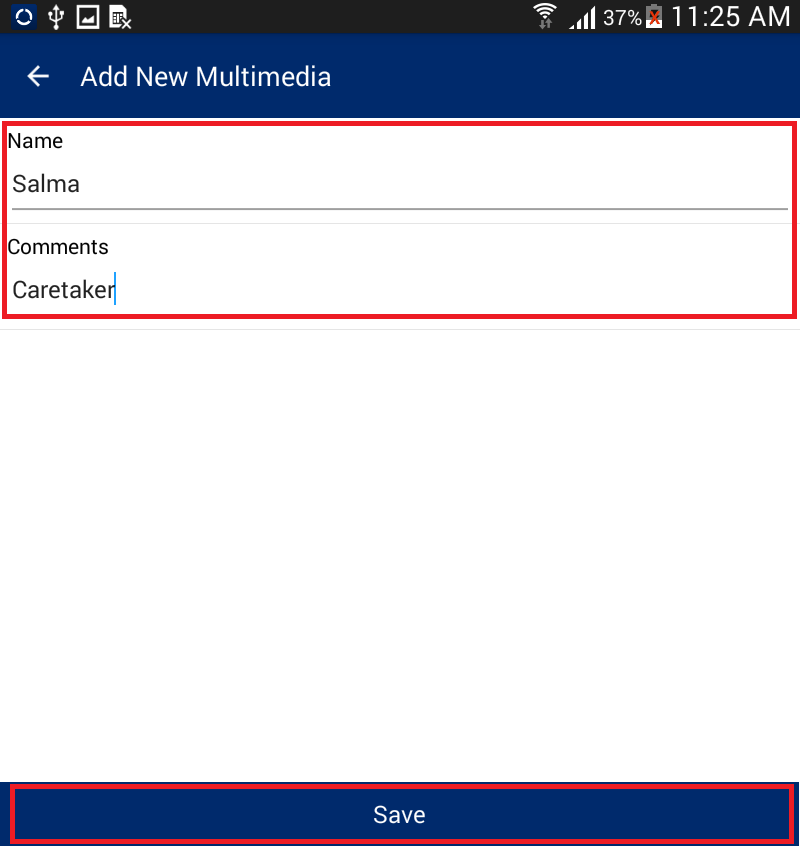 37% 11:25 AM
Add New Multimedia
Name
Salma
Comments
Caretaker
Save